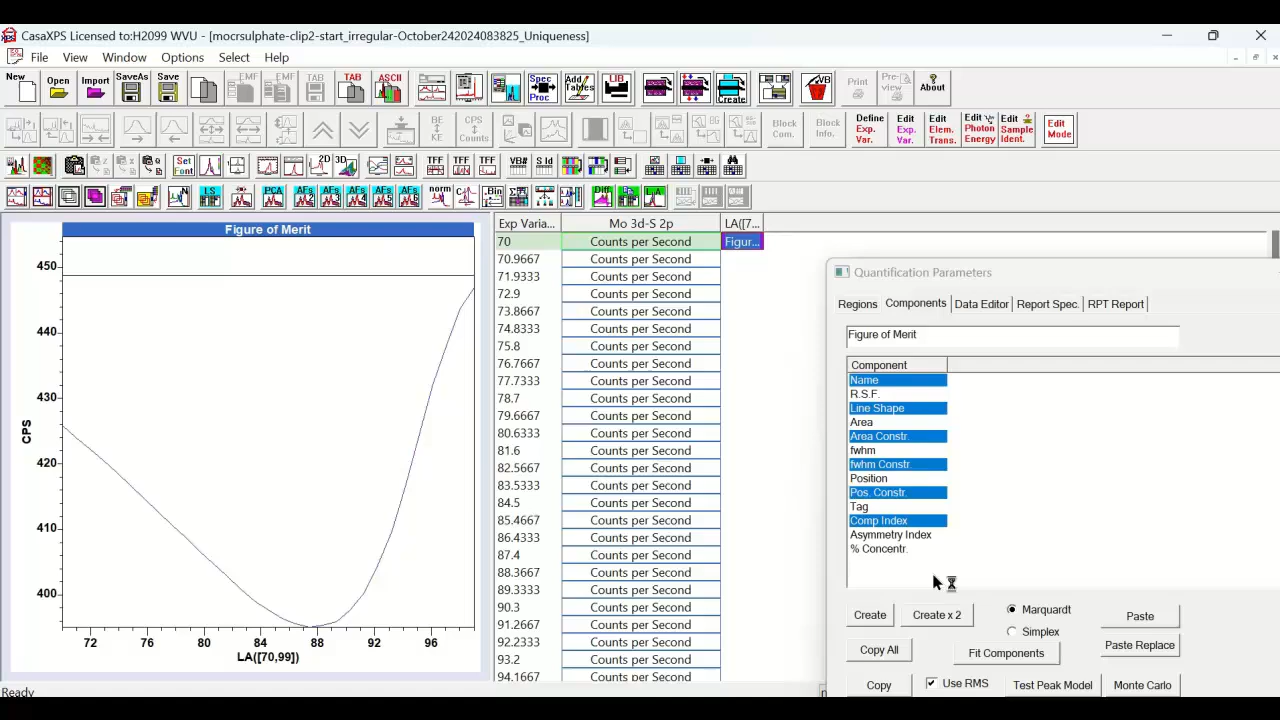 CasaXPS Licensed to:H2099 WVU - [mocrsulphate-clip2-start_irregular-October242024083825_Uniqueness]
File View Window Options Select Help
New Open Import SaveAs Save EMF EMF TAB TAB ASCII Spec Proc Add Tables LIB Create VB Print Pre-view About
BE KE CPS Counts BG Block Com. Block Info. Define Exp. Var. Edit Exp. Var. Edit Elem. Trans. Edit Photon Energy Edit Sample Ident. Edit Mode
Set Font 2D 3D TFF TFF TFF VB# S Id
LS PCA AFs AFs AFs AFs AFs norm Bin Diff L.A
Figure of Merit
450
440
430
420
410
400
CPS
72 76 80 84 88 92 96
LA([70,99])
Exp Varia... Mo 3d-S 2p LA([7...
70 Counts per Second Figur...
70.9667 Counts per Second
71.9333 Counts per Second
72.9 Counts per Second
73.8667 Counts per Second
74.8333 Counts per Second
75.8 Counts per Second
76.7667 Counts per Second
77.7333 Counts per Second
78.7 Counts per Second
79.6667 Counts per Second
80.6333 Counts per Second
81.6 Counts per Second
82.5667 Counts per Second
83.5333 Counts per Second
84.5 Counts per Second
85.4667 Counts per Second
86.4333 Counts per Second
87.4 Counts per Second
88.3667 Counts per Second
89.3333 Counts per Second
90.3 Counts per Second
91.2667 Counts per Second
92.2333 Counts per Second
93.2 Counts per Second
94.1667 Counts per Second
Quantification Parameters
Regions Components Data Editor Report Spec. RPT Report
Figure of Merit
Component
Name
R.S.F.
Line Shape
Area
Area Constr.
fwhm
fwhm Constr
Position
Pos. Constr.
Tag
Comp Index
Asymmetry Index
% Concentr.
Create Create x 2 Marquardt Paste
Simplex
Copy All Fit Components Paste Replace
Copy Use RMS Test Peak Model Monte Carlo
Ready